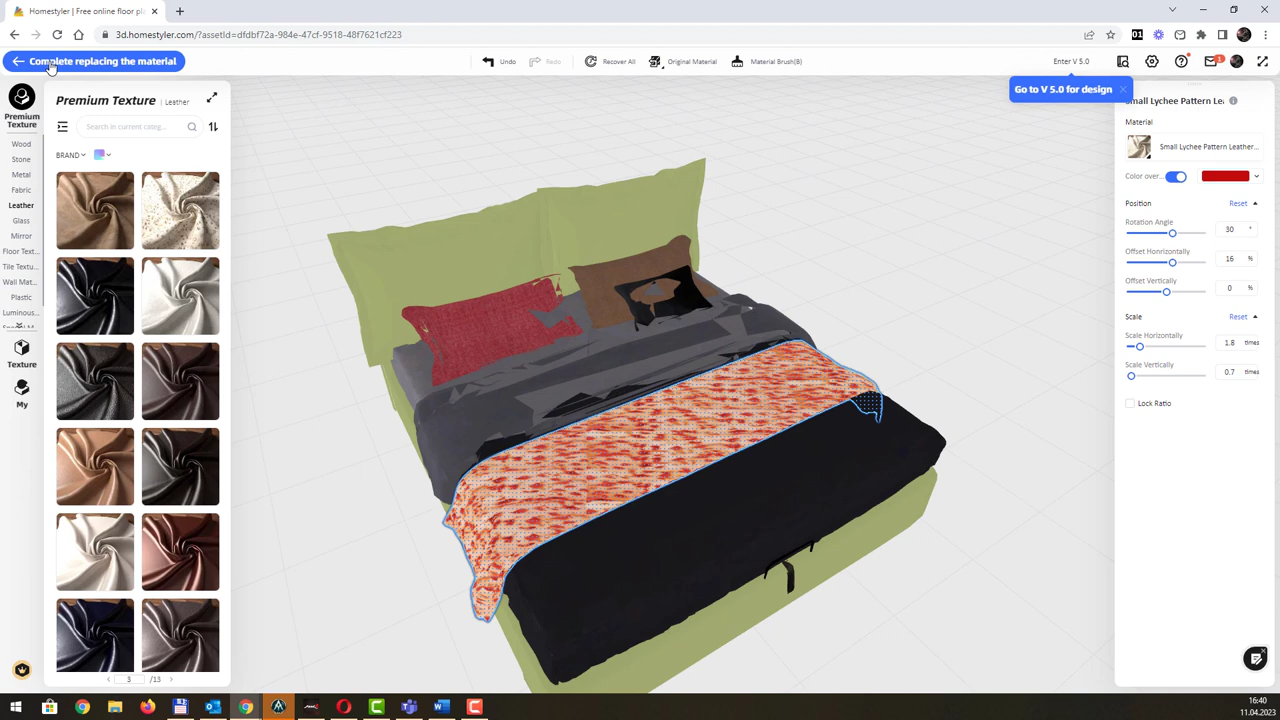 Homestyler | Free online floor pla
3d.homestyler.com/?assetId=dfdbf72a-984e-47cf-9518-48f7621cf223
Complete replacing the material
Undo
Redo
Recover All
Original Material
Material Brush(B)
Enter V 5.0
1
Go to V 5.0 for design
Premium Texture
Wood
Stone
Metal
Fabric
Leather
Glass
Mirror
Floor Text...
Tile Textu...
Wall Mat...
Plastic
Luminous...
Texture
My
Premium Texture | Leather
Search in current categ...
BRAND
3 /13
Small Lychee Pattern Le
Material
Small Lychee Pattern Leather...
Color over...
Position Reset
Rotation Angle
30 °
Offset Honrizontally
16 %
Offset Vertically
0 %
Scale Reset
Scale Horizontally
1.8 times
Scale Vertically
0.7 times
Lock Ratio
16:40
11.04.2023